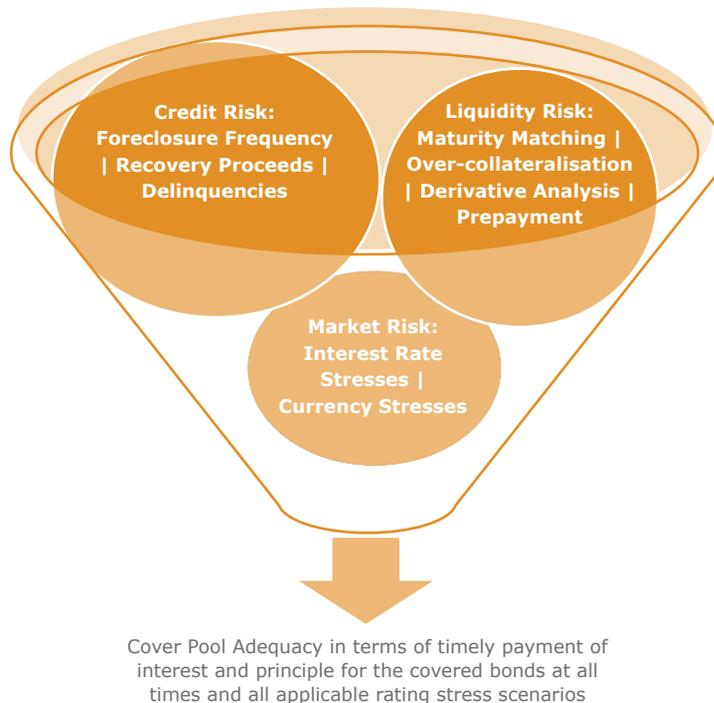 Credit Risk:
Foreclosure Frequency
| Recovery Proceeds |
Delinquencies
Liquidity Risk:
Maturity Matching |
Over-collateralisation
| Derivative Analysis |
Prepayment
Market Risk:
Interest Rate
Stresses |
Currency Stresses
Cover Pool Adequacy in terms of timely payment of
interest and principle for the covered bonds at all
times and all applicable rating stress scenarios